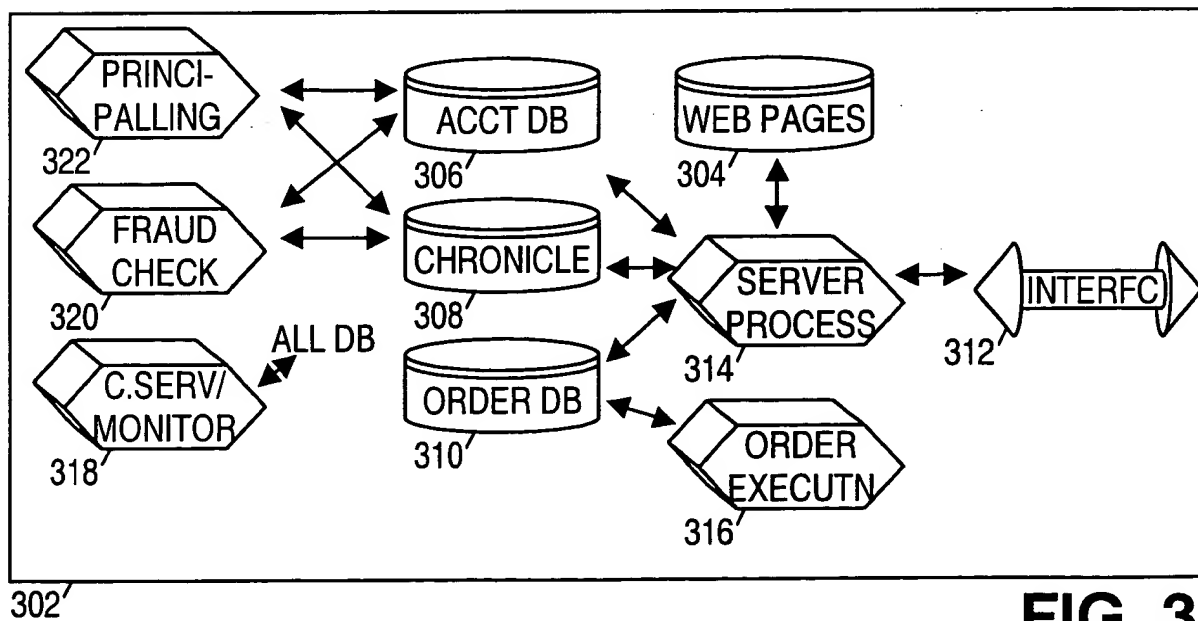 PRINCI-
PALLING
322
ACCT DB
306
WEB PAGES
304
FRAUD
CHECK
320
CHRONICLE
308
SERVER
PROCESS
314
INTERFC
312
ALL DB
C.SERV/
MONITOR
318
ORDER DB
310
ORDER
EXECUTN
316
302
FIG. 3